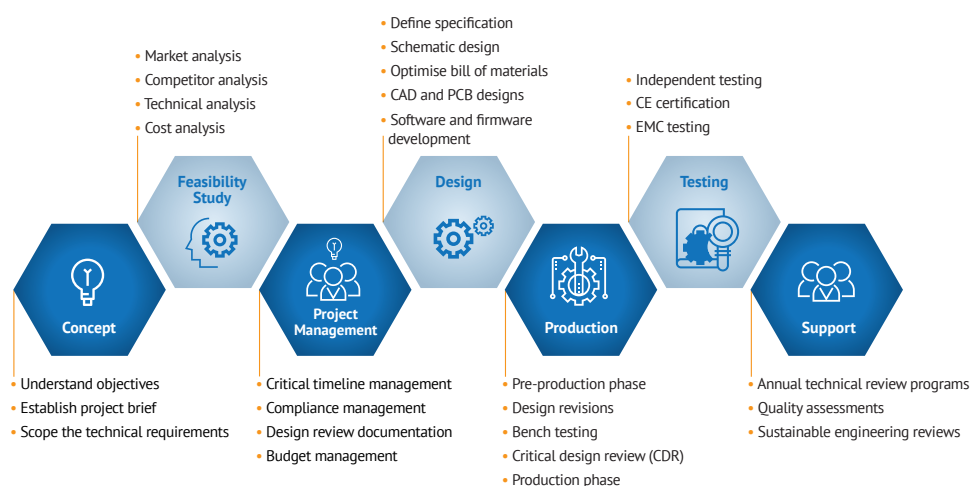 • Market analysis
• Competitor analysis
• Technical analysis
• Cost analysis
• Define specification
• Schematic design
• Optimise bill of materials
• CAD and PCB designs
• Software and firmware
development
• Independent testing
• CE certification
• EMC testing
Feasibility
Study
Design
Testing
Concept
Project
Management
Production
Support
• Understand objectives
• Establish project brief
• Scope the technical requirements
• Critical timeline management
• Compliance management
• Design review documentation
• Budget management
• Pre-production phase
• Design revisions
• Bench testing
• Critical design review (CDR)
• Production phase
• Annual technical review programs
• Quality assessments
• Sustainable engineering reviews